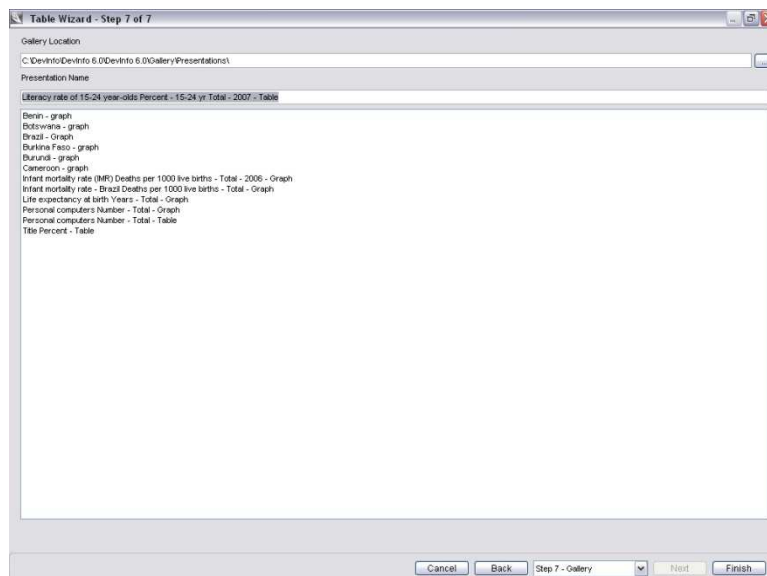 Table Wizard - Step 7 of 7
Gallery Location
C:\DevInfo\DevInfo 6.0\DevInfo 6.0\Gallery\Presentations\
...
Presentation Name
Literacy rate of 15-24 year-olds Percent - 15-24 yr Total - 2007 - Table
Benin - graph
Botswana - graph
Brazil - Graph
Burkina Faso - graph
Burundi - graph
Cameroon - graph
Infant mortality rate (IMR) Deaths per 1000 live births - Total - 2006 - Graph
Infant mortality rate - Brazil Deaths per 1000 live births - Total - Graph
Life expectancy at birth Years - Total - Graph
Personal computers Number - Total - Graph
Personal computers Number - Total - Table
Title Percent - Table
Cancel Back Step 7 - Gallery Next Finish